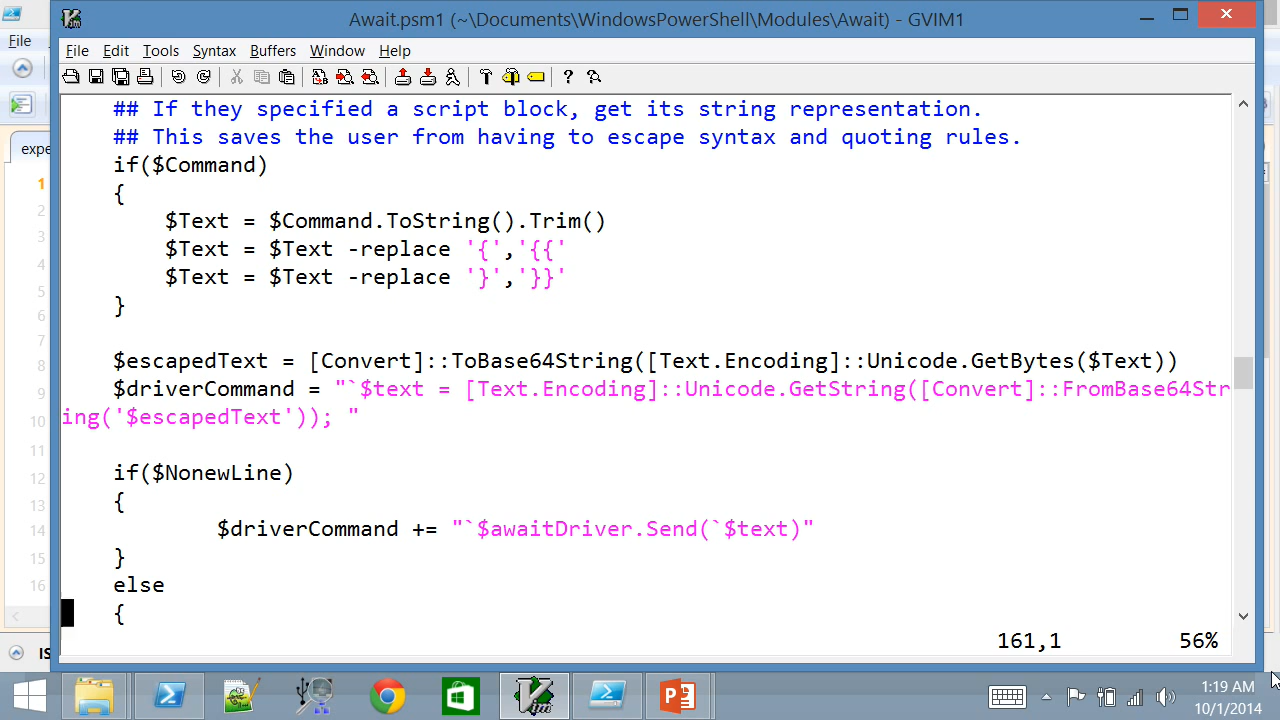 Await.psm1 (~\Documents\WindowsPowerShell\Modules\Await) - GVIM1
File
File Edit Tools Syntax Buffers Window Help
expe
## If they specified a script block, get its string representation.
## This saves the user from having to escape syntax and quoting rules.
if($Command)
{
$Text = $Command.ToString().Trim()
$Text = $Text -replace '{','{{'
$Text = $Text -replace '}','}}'
}
$escapedText = [Convert]::ToBase64String([Text.Encoding]::Unicode.GetBytes($Text))
$driverCommand = "`$text = [Text.Encoding]::Unicode.GetString([Convert]::FromBase64Str
ing('$escapedText')); "
if($NonewLine)
{
$driverCommand += "`$awaitDriver.Send(`$text)"
}
else
{
161,1 56%
1
2
3
4
5
6
7
8
9
10
11
12
13
14
15
16
IS
1:19 AM
10/1/2014